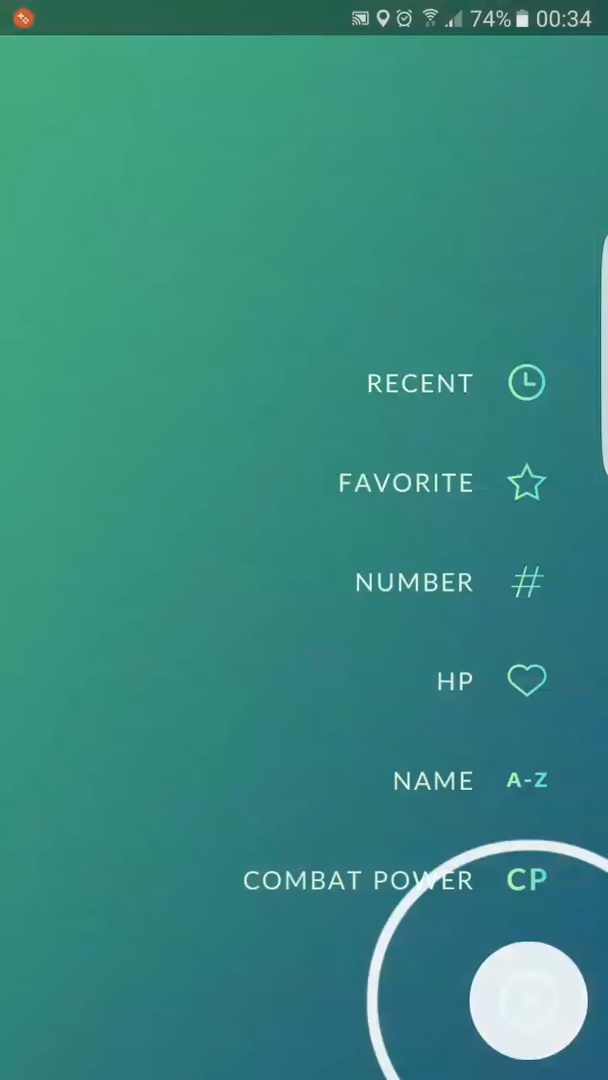 74% 00:34
RECENT
FAVORITE
NUMBER #
HP
NAME A-Z
COMBAT POWER CP